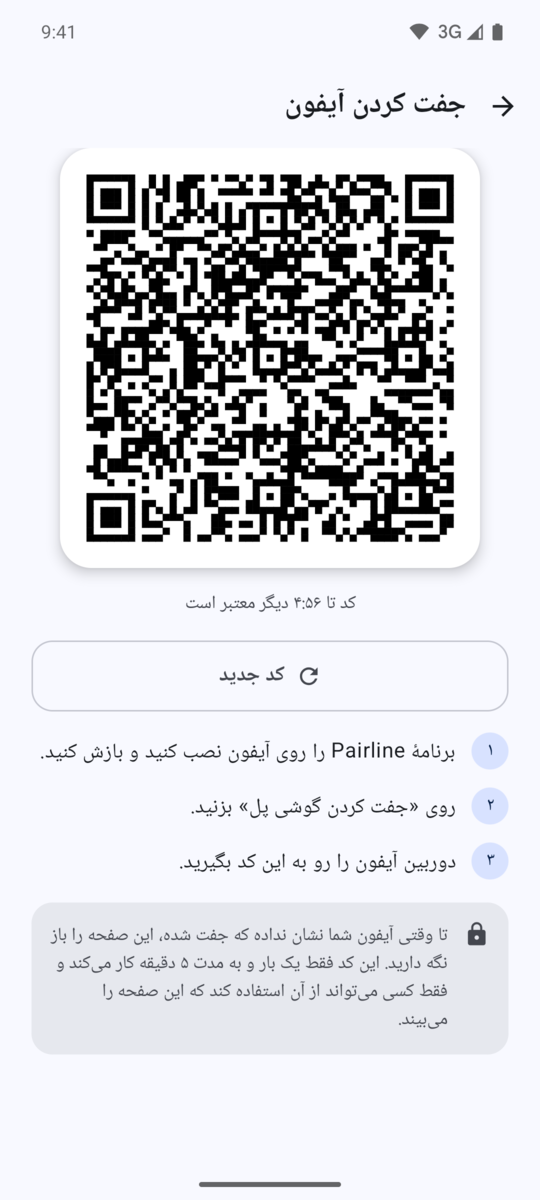 9:41
3G
جفت کردن آیفون
کد تا ۴:۵۶ دیگر معتبر است
کد جدید
۱ برنامهٔ Pairline را روی آیفون نصب کنید و بازش کنید.
۲ روی «جفت کردن گوشی پل» بزنید.
۳ دوربین آیفون را رو به این کد بگیرید.
تا وقتی آیفون شما نشان نداده که جفت شده، این صفحه را باز
نگه دارید. این کد فقط یک بار و به مدت ۵ دقیقه کار می‌کند و
فقط کسی می‌تواند از آن استفاده کند که این صفحه را
می‌بیند.